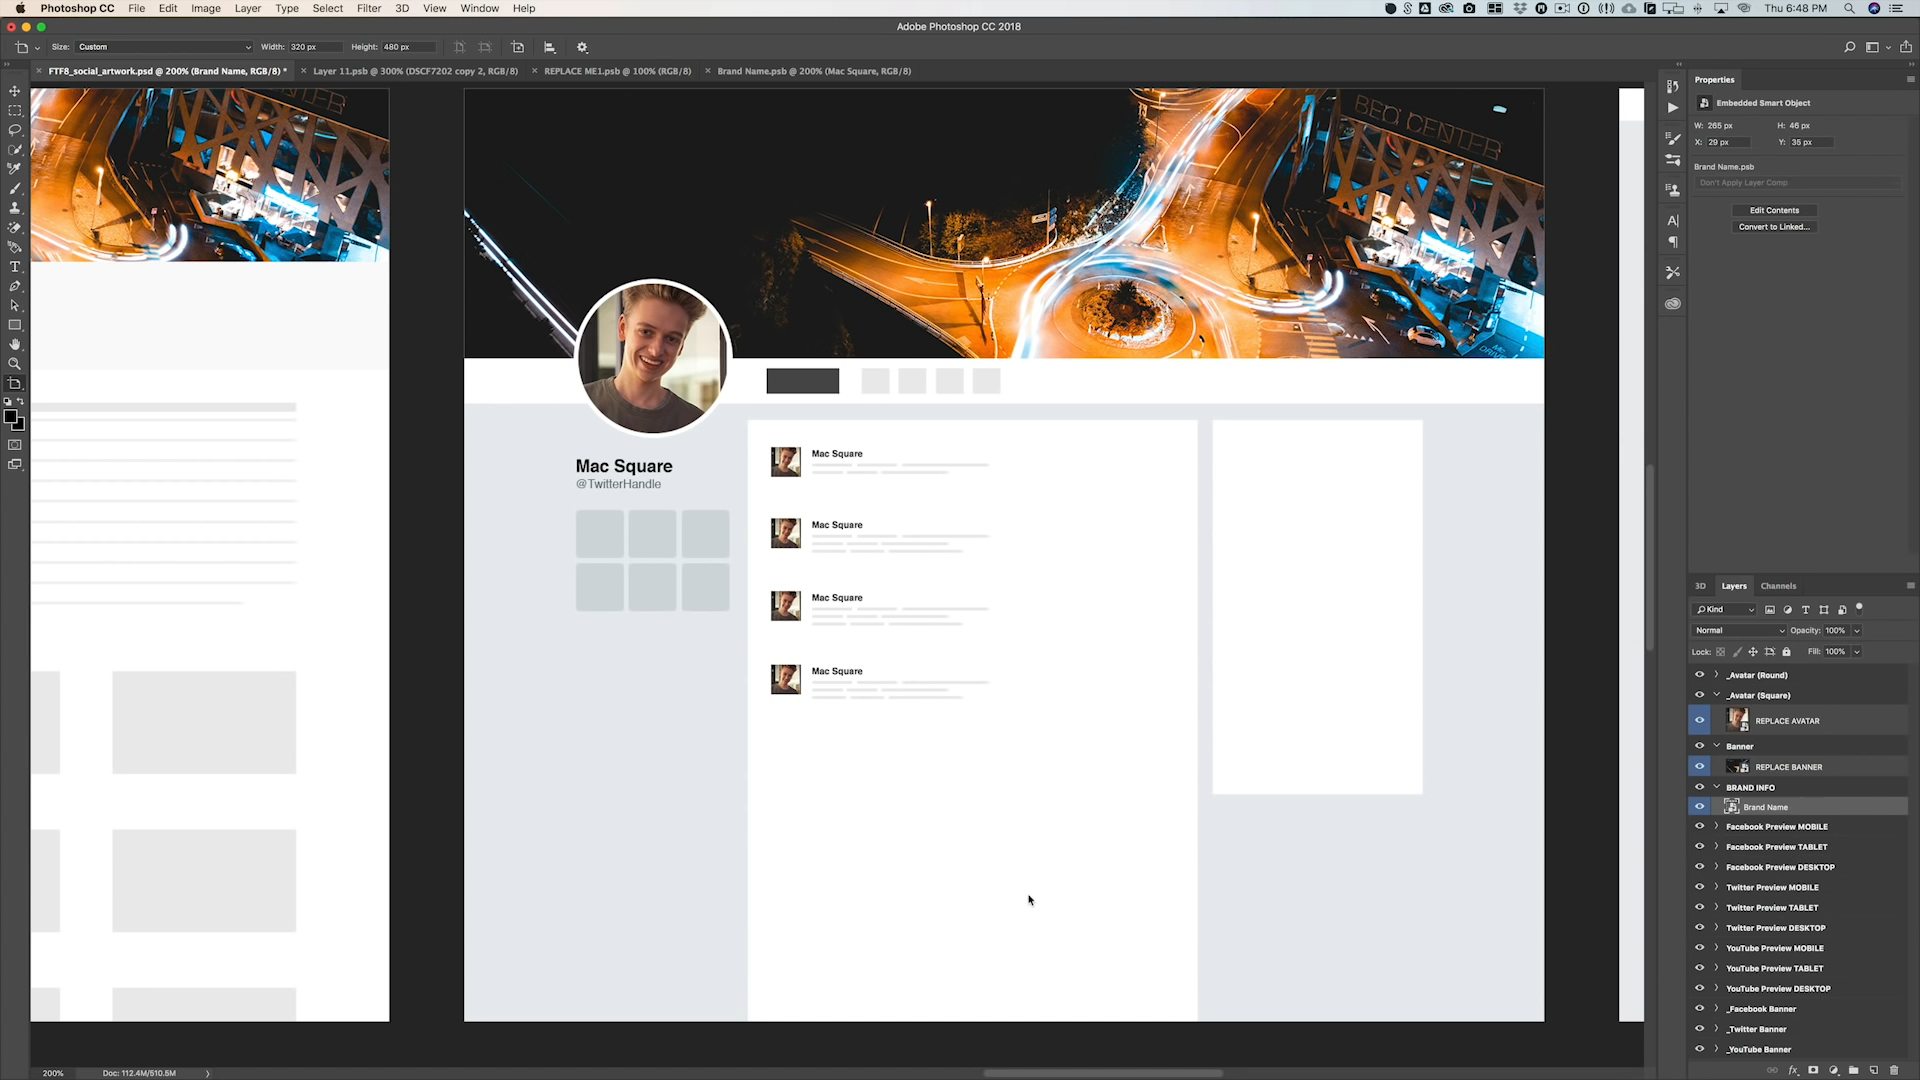 Photoshop CC File Edit Image Layer Type Select Filter 3D View Window Help Thu 6:48 PM
Adobe Photoshop CC 2018
Size: Custom Width: 320 px Height: 480 px
FTF8_social_artwork.psd @ 200% (Brand Name, RGB/8) * Layer 11.psb @ 300% (DSCF7202 copy 2, RGB/8) REPLACE ME1.psb @ 100% (RGB/8) Brand Name.psb @ 200% (Mac Square, RGB/8)
Properties
Embedded Smart Object
W: 265 px H: 46 px
X: 29 px Y: 35 px
Brand Name.psb
Don't Apply Layer Comp
Edit Contents
Convert to Linked...
Mac Square
@TwitterHandle
Mac Square
Mac Square
Mac Square
Mac Square
3D Layers Channels
Kind
Normal Opacity: 100%
Lock: Fill: 100%
_Avatar (Round)
_Avatar (Square)
REPLACE AVATAR
Banner
REPLACE BANNER
BRAND INFO
Brand Name
Facebook Preview MOBILE
Facebook Preview TABLET
Facebook Preview DESKTOP
Twitter Preview MOBILE
Twitter Preview TABLET
Twitter Preview DESKTOP
YouTube Preview MOBILE
YouTube Preview TABLET
YouTube Preview DESKTOP
_Facebook Banner
_Twitter Banner
_YouTube Banner
200% Doc: 112.4M/510.5M